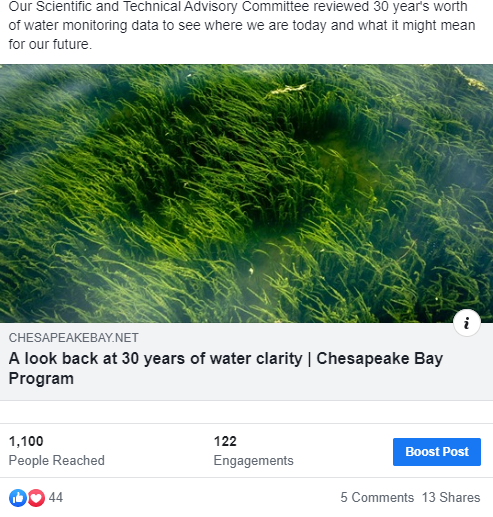 Our Scientific and Technical Advisory Committee reviewed 30 year's worth
of water monitoring data to see where we are today and what it might mean
for our future.
i
CHESAPEAKEBAY.NET
A look back at 30 years of water clarity | Chesapeake Bay
Program
1,100
People Reached
122
Engagements
Boost Post
44
5 Comments 13 Shares